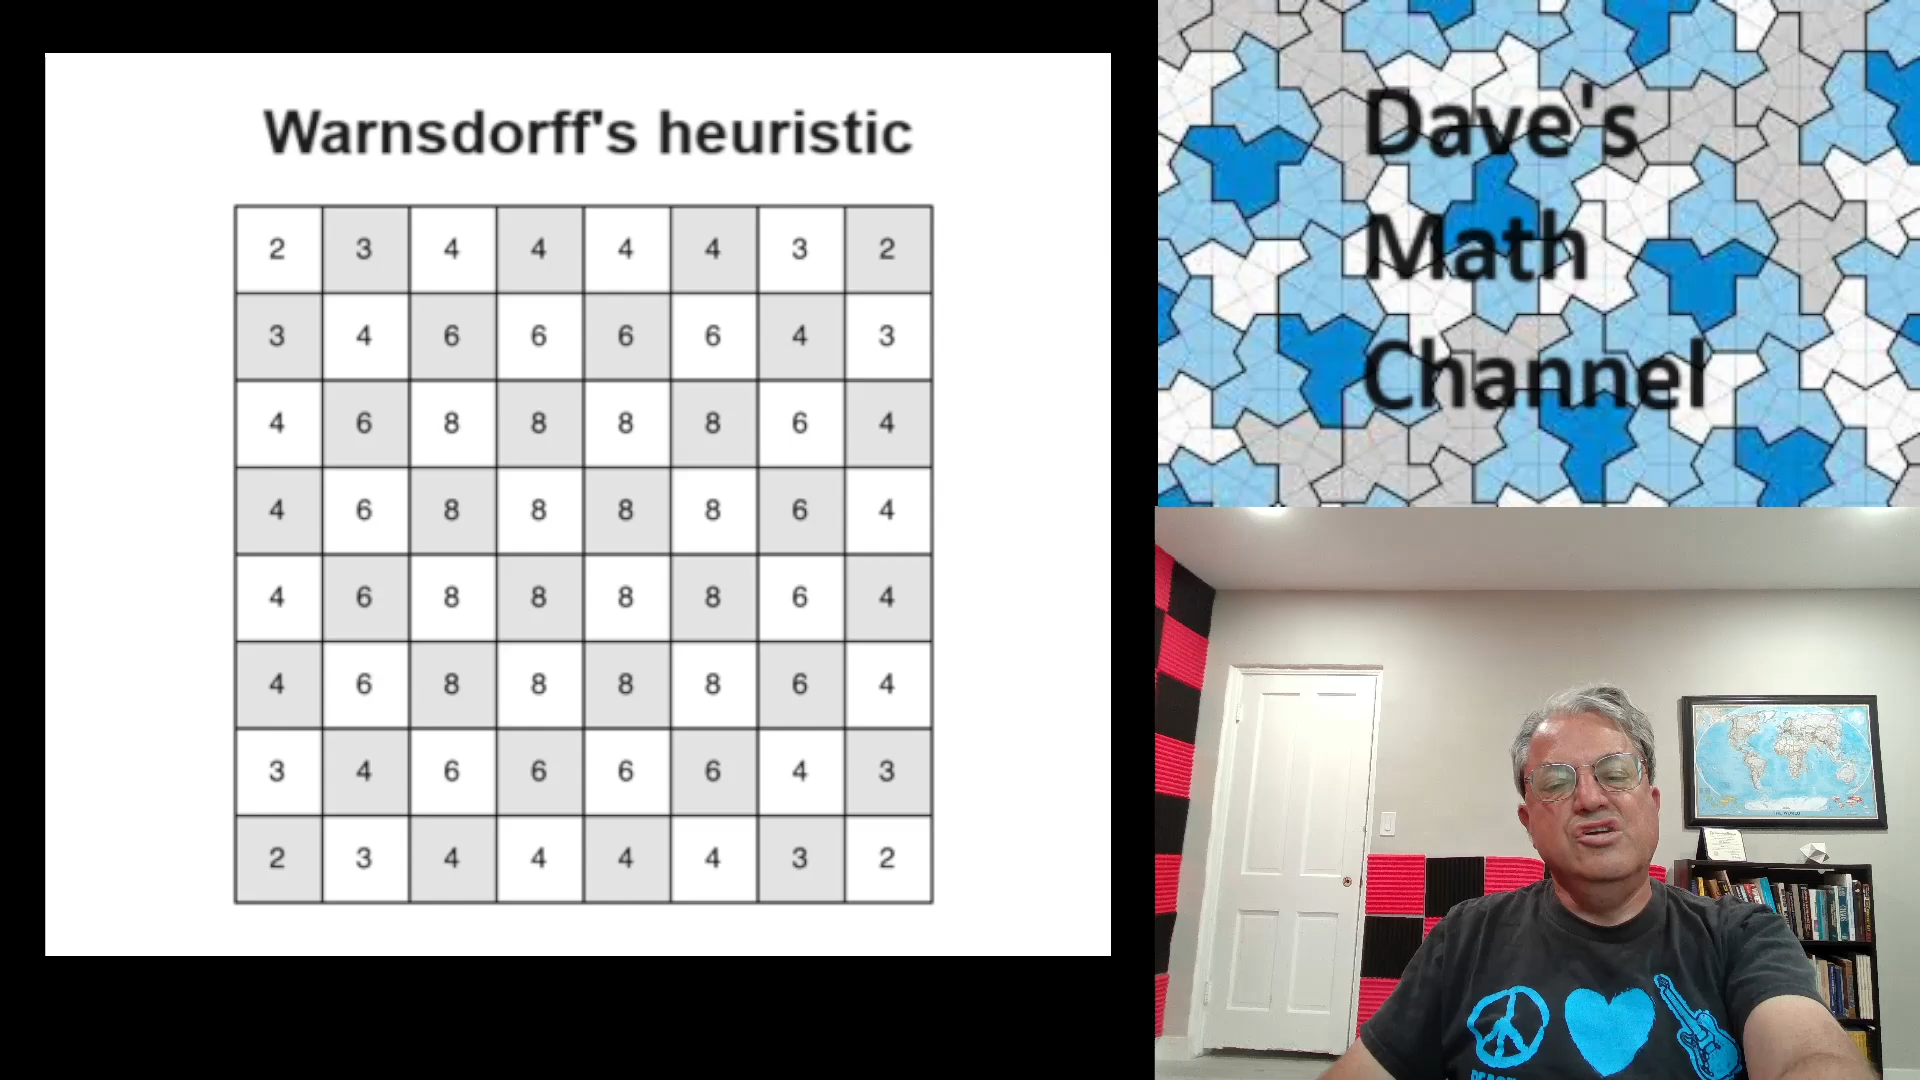 Warnsdorff's heuristic
2 3 4 4 4 4 3 2
3 4 6 6 6 6 4 3
4 6 8 8 8 8 6 4
4 6 8 8 8 8 6 4
4 6 8 8 8 8 6 4
4 6 8 8 8 8 6 4
3 4 6 6 6 6 4 3
2 3 4 4 4 4 3 2
Dave's
Math
Channel